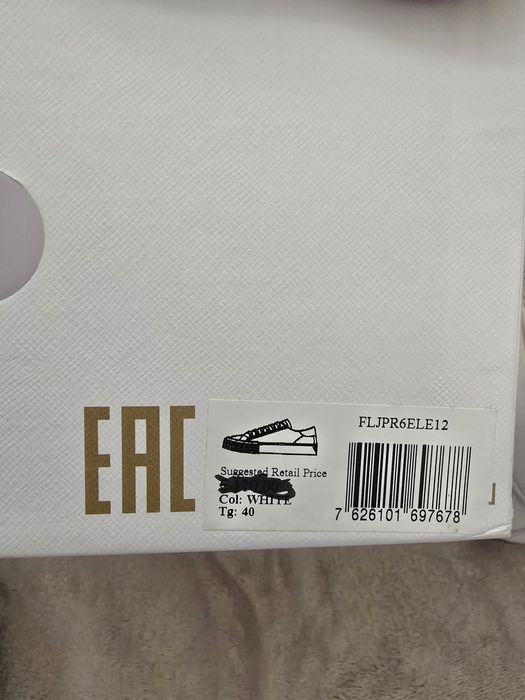 EAC
FLJPR6ELE12
Suggested Retail Price
Col: WHITE
Tg: 40
7 626101 697678